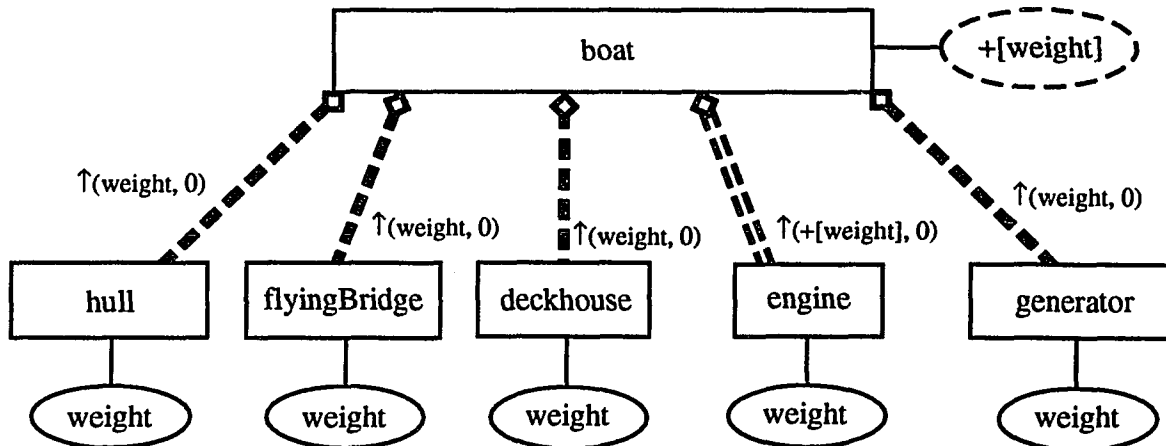 boat
+[weight]
↑(weight, 0)
↑(weight, 0)
↑(weight, 0)
↑(+[weight], 0)
↑(weight, 0)
hull
flyingBridge
deckhouse
engine
generator
weight
weight
weight
weight
weight